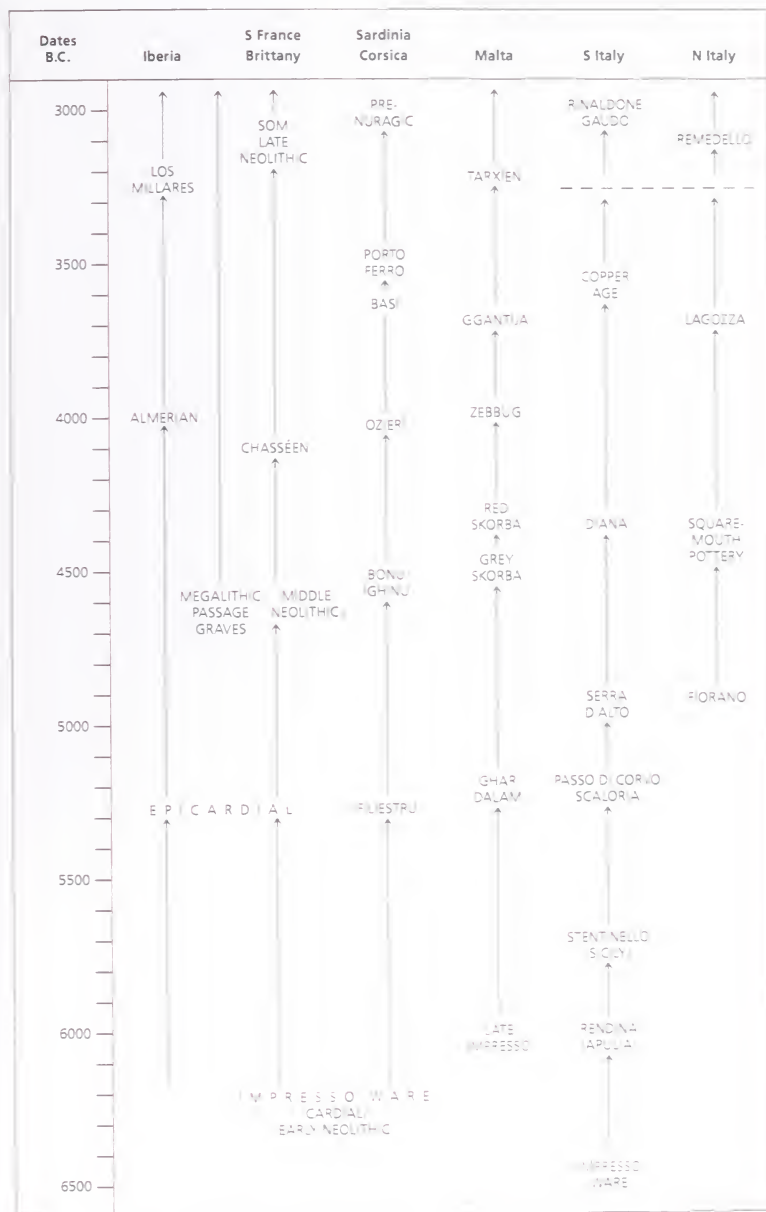 Dates
B.C.
Iberia
S France
Brittany
Sardinia
Corsica
Malta
S Italy
N Italy
3000
3500
4000
4500
5000
5500
6000
6500
LOS
MILLARES
ALMERIAN
EPICARDIAL
MEGALITHIC
PASSAGE
GRAVES
SOM
LATE
NEOLITHIC
CHASSÉEN
MIDDLE
NEOLITHIC
IMPRESSO WARE
CARDIAL/
EARLY NEOLITHIC
PRE-
NURAGIC
PORTO
FERRO
BASI
OZIERI
BONU
IGHINU
FILIESTRU
TARXIEN
GGANTIJA
ZEBBUG
RED
SKORBA
GREY
SKORBA
GHAR
DALAM
LATE
IMPRESSO
RINALDONE
GAUDO
COPPER
AGE
DIANA
SERRA
D'ALTO
PASSO DI CORVO
SCALORIA
STENTINELLO
(SICILY)
RENDINA
(APULIA)
IMPRESSO
WARE
REMEDELLO
LAGOZZA
SQUARE-
MOUTH
POTTERY
FIORANO